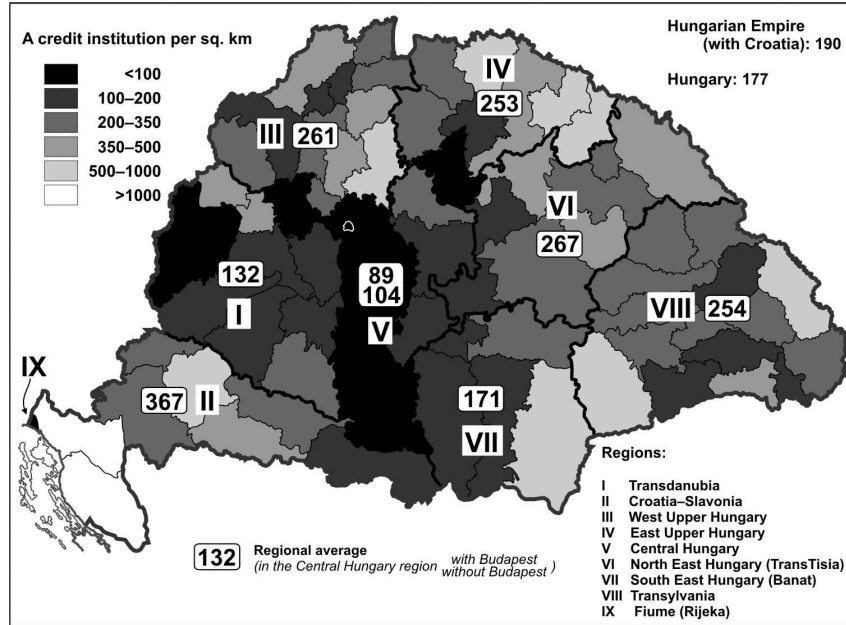 A credit institution per sq. km
<100
100–200
200–350
350–500
500–1000
>1000
Hungarian Empire
(with Croatia): 190
Hungary: 177
IV
253
III
261
VI
267
132
I
89
104
V
VIII
254
IX
367
II
171
VII
Regions:
I Transdanubia
II Croatia–Slavonia
III West Upper Hungary
IV East Upper Hungary
V Central Hungary
VI North East Hungary (TransTisia)
VII South East Hungary (Banat)
VIII Transylvania
IX Fiume (Rijeka)
132
Regional average
(in the Central Hungary region with Budapest
without Budapest )